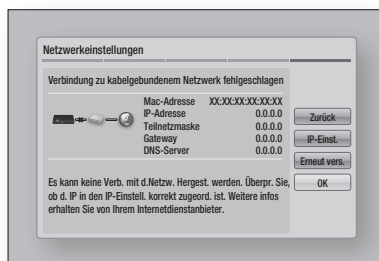 Netzwerkeinstellungen
Verbindung zu kabelgebundenem Netzwerk fehlgeschlagen
Mac-Adresse XX:XX:XX:XX:XX:XX
IP-Adresse 0.0.0.0
Teilnetzmaske 0.0.0.0
Gateway 0.0.0.0
DNS-Server 0.0.0.0
Zurück
IP-Einst.
Erneut vers.
OK
Es kann keine Verb. mit d.Netzw. Hergest. werden. Überpr. Sie,
ob d. IP in den IP-Einstell. korrekt zugeord. ist. Weitere infos
erhalten Sie von Ihrem Internetdienstanbieter.